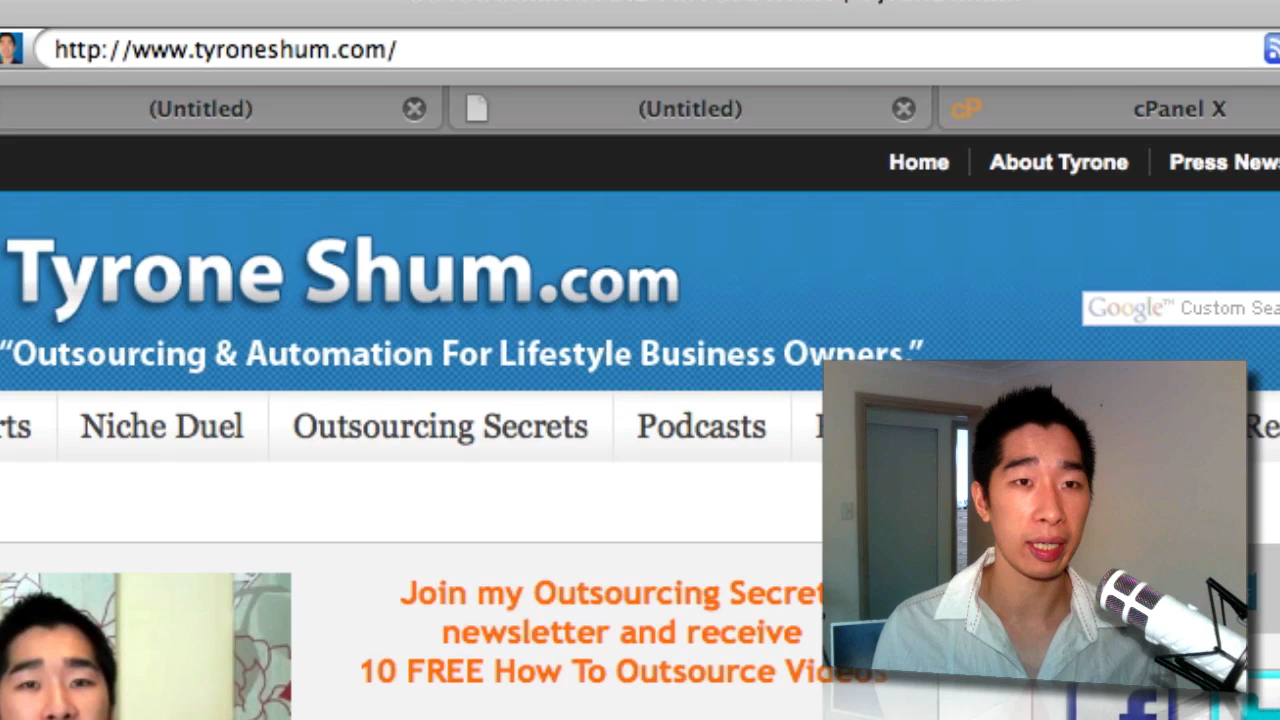 http://www.tyroneshum.com/
(Untitled)
(Untitled)
cP
cPanel X
Home
About Tyrone
Press News
Tyrone Shum.com
Google™ Custom Sea
“Outsourcing & Automation For Lifestyle Business Owners.”
rts
Niche Duel
Outsourcing Secrets
Podcasts
Re
Join my Outsourcing Secret
newsletter and receive
10 FREE How To Outsource Videos